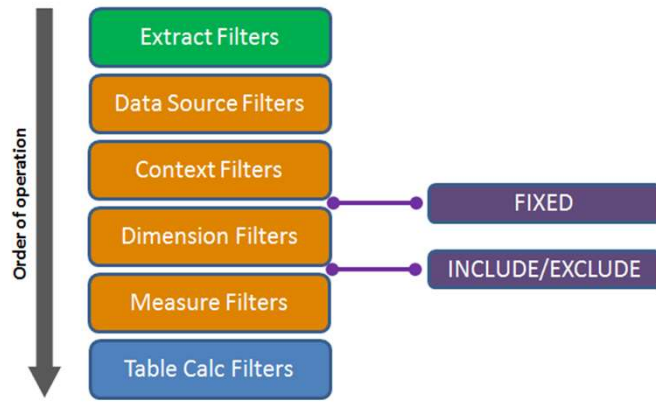 Order of operation
Extract Filters
Data Source Filters
Context Filters
FIXED
Dimension Filters
INCLUDE/EXCLUDE
Measure Filters
Table Calc Filters